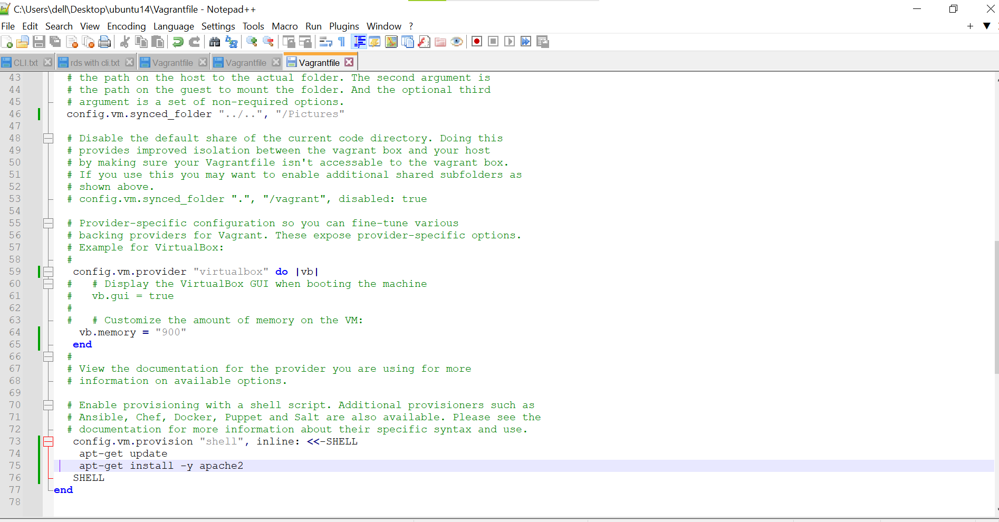 C:\Users\dell\Desktop\ubuntu14\Vagrantfile - Notepad++
File Edit Search View Encoding Language Settings Tools Macro Run Plugins Window ?
CLI.txt rds with cli.txt Vagrantfile Vagrantfile Vagrantfile
43 # the path on the host to the actual folder. The second argument is
44 # the path on the guest to mount the folder. And the optional third
45 # argument is a set of non-required options.
46 config.vm.synced_folder "../..", "/Pictures"
47
48 # Disable the default share of the current code directory. Doing this
49 # provides improved isolation between the vagrant box and your host
50 # by making sure your Vagrantfile isn't accessable to the vagrant box.
51 # If you use this you may want to enable additional shared subfolders as
52 # shown above.
53 # config.vm.synced_folder ".", "/vagrant", disabled: true
54
55 # Provider-specific configuration so you can fine-tune various
56 # backing providers for Vagrant. These expose provider-specific options.
57 # Example for VirtualBox:
58 #
59 config.vm.provider "virtualbox" do |vb|
60 #   # Display the VirtualBox GUI when booting the machine
61 #   vb.gui = true
62 #
63 #   # Customize the amount of memory on the VM:
64 vb.memory = "900"
65 end
66 #
67 # View the documentation for the provider you are using for more
68 # information on available options.
69
70 # Enable provisioning with a shell script. Additional provisioners such as
71 # Ansible, Chef, Docker, Puppet and Salt are also available. Please see the
72 # documentation for more information about their specific syntax and use.
73 config.vm.provision "shell", inline: <<-SHELL
74 apt-get update
75 apt-get install -y apache2
76 SHELL
77 end
78